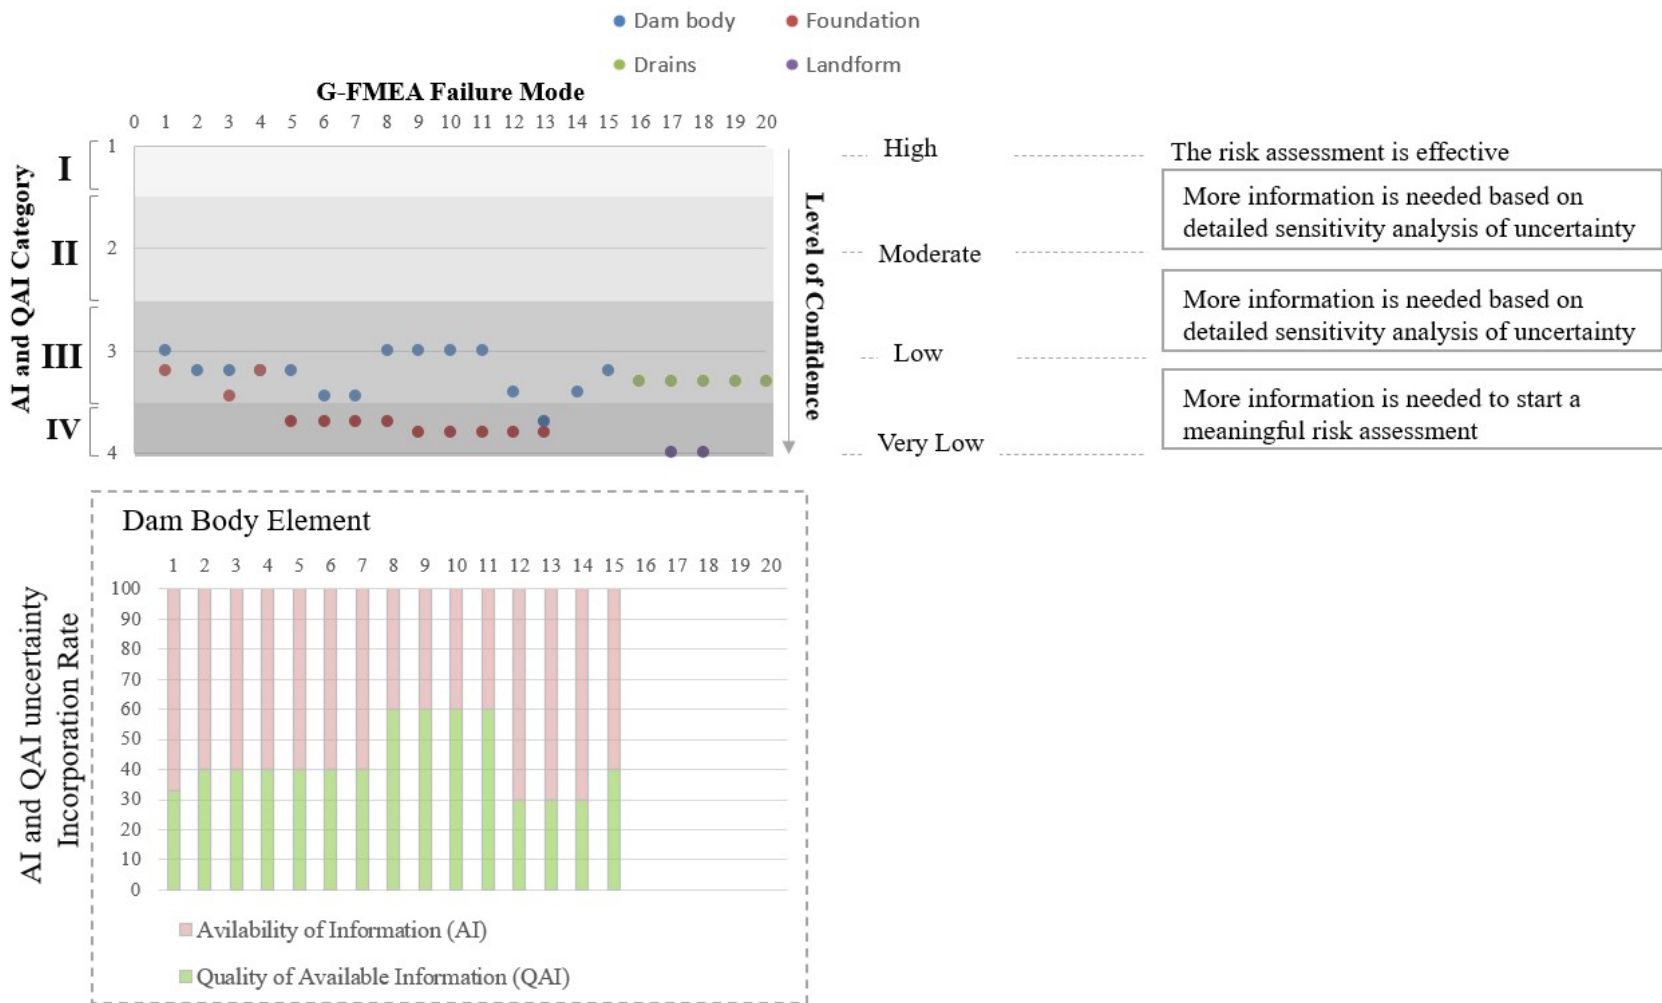 Dam body Foundation
Drains Landform
G-FMEA Failure Mode
0 1 2 3 4 5 6 7 8 9 10 11 12 13 14 15 16 17 18 19 20
AI and QAI Category
I
II
III
IV
1
2
3
4
Level of Confidence
High
Moderate
Low
Very Low
The risk assessment is effective
More information is needed based on
detailed sensitivity analysis of uncertainty
More information is needed based on
detailed sensitivity analysis of uncertainty
More information is needed to start a
meaningful risk assessment
Dam Body Element
1 2 3 4 5 6 7 8 9 10 11 12 13 14 15 16 17 18 19 20
AI and QAI uncertainty
Incorporation Rate
100
90
80
70
60
50
40
30
20
10
0
Avilability of Information (AI)
Quality of Available Information (QAI)